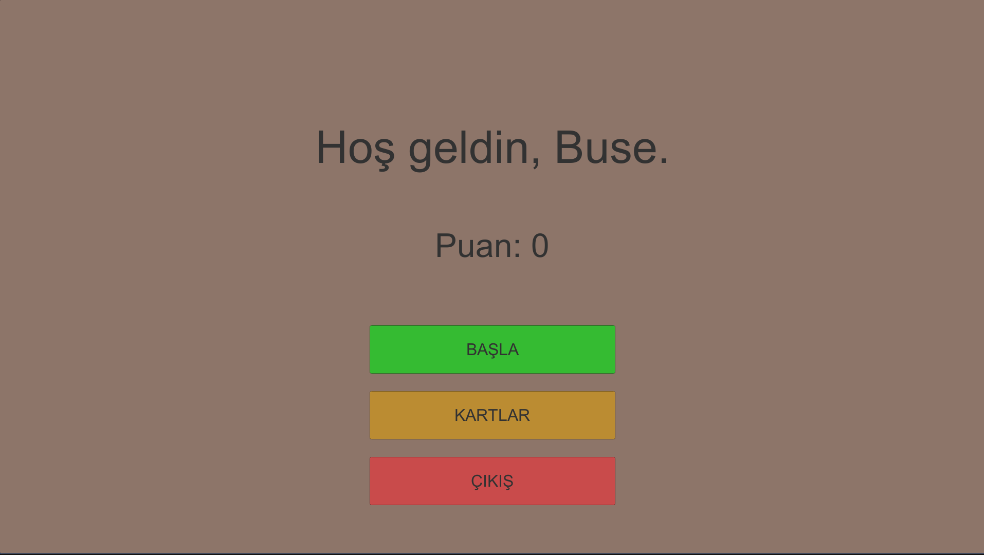 Hoş geldin, Buse.
Puan: 0
BAŞLA
KARTLAR
ÇIKIŞ